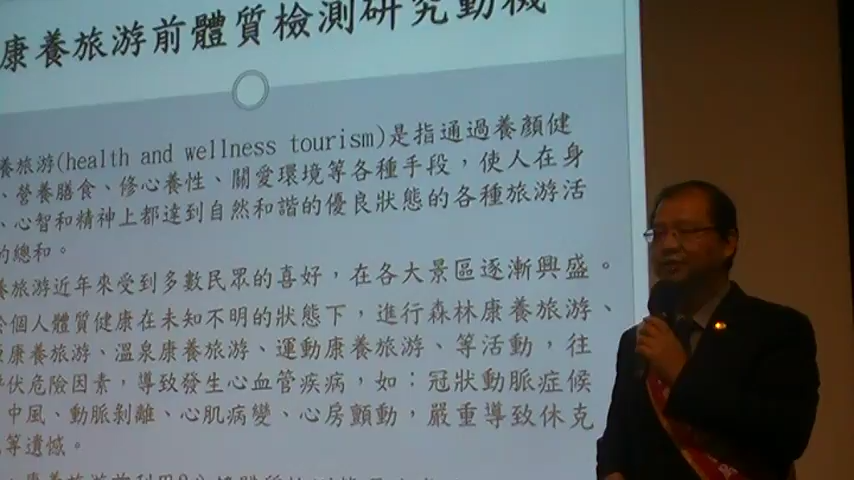 康養旅游前體質檢測研究動機
養旅游(health and wellness tourism)是指通過養顏健
、營養膳食、修心養性、關愛環境等各種手段，使人在身
、心智和精神上都達到自然和諧的優良狀態的各種旅游活
的總和。
養旅游近年來受到多數民眾的喜好，在各大景區逐漸興盛。
於個人體質健康在未知不明的狀態下，進行森林康養旅游、
康養旅游、溫泉康養旅游、運動康養旅游、等活動，往
伏危險因素，導致發生心血管疾病，如：冠狀動脈症候
中風、動脈剝離、心肌病變、心房顫動，嚴重導致休克
等遺憾。